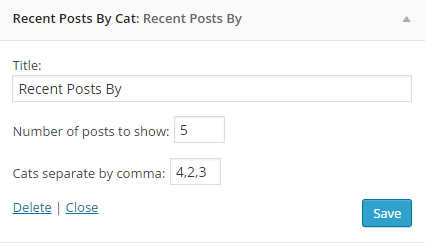 Recent Posts By Cat: Recent Posts By
Title:
Recent Posts By
Number of posts to show: 5
Cats separate by comma: 4,2,3
Delete | Close
Save